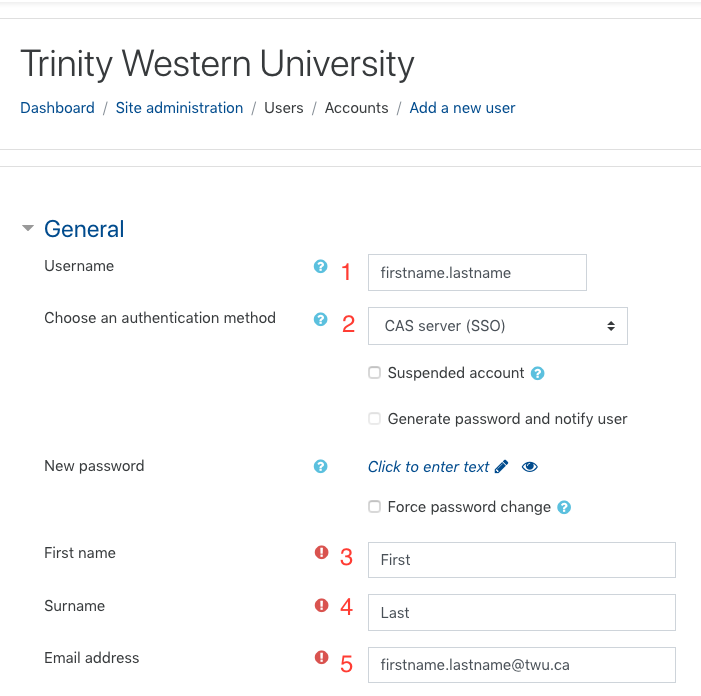 Trinity Western University
Dashboard / Site administration / Users / Accounts / Add a new user
General
Username ? 1 firstname.lastname
Choose an authentication method ? 2 CAS server (SSO)
Suspended account ?
Generate password and notify user
New password ? Click to enter text
Force password change ?
First name ! 3 First
Surname ! 4 Last
Email address ! 5 firstname.lastname@twu.ca